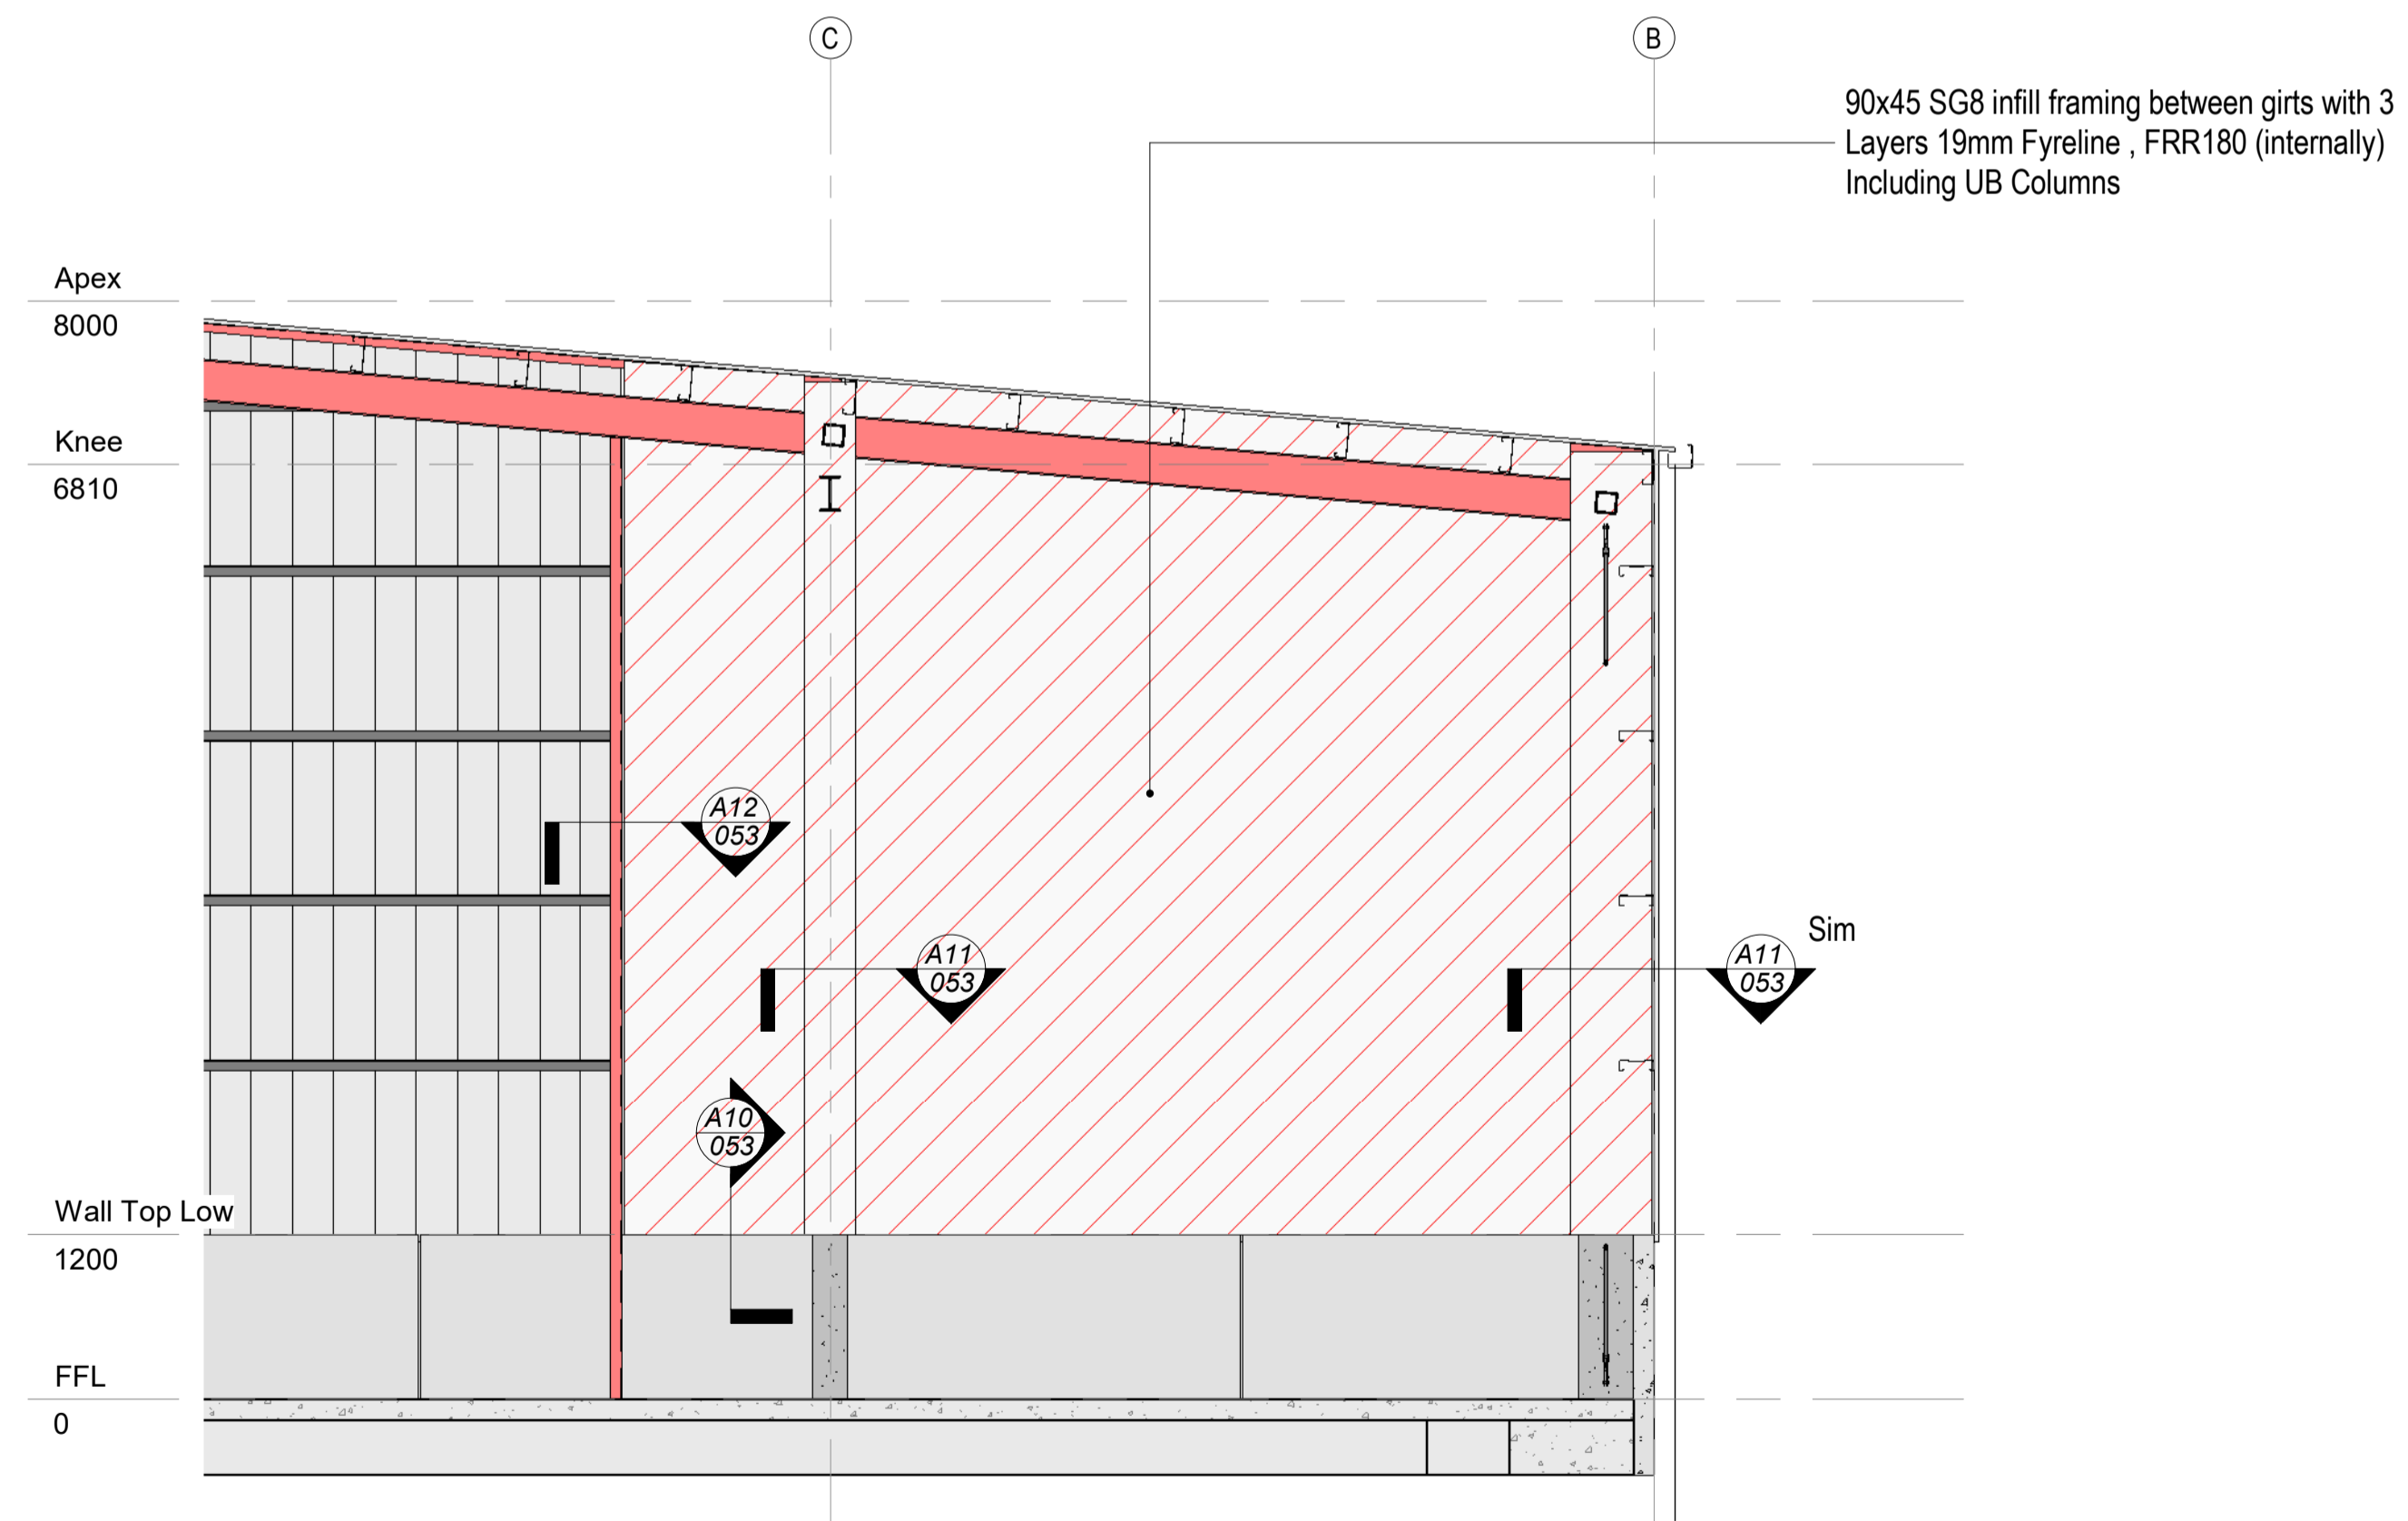 C
B
90x45 SG8 infill framing between girts with 3
Layers 19mm Fyreline , FRR180 (internally)
Including UB Columns
Apex
8000
Knee
6810
A12
053
Sim
A11
053
A11
053
A10
053
Wall Top Low
1200
FFL
0